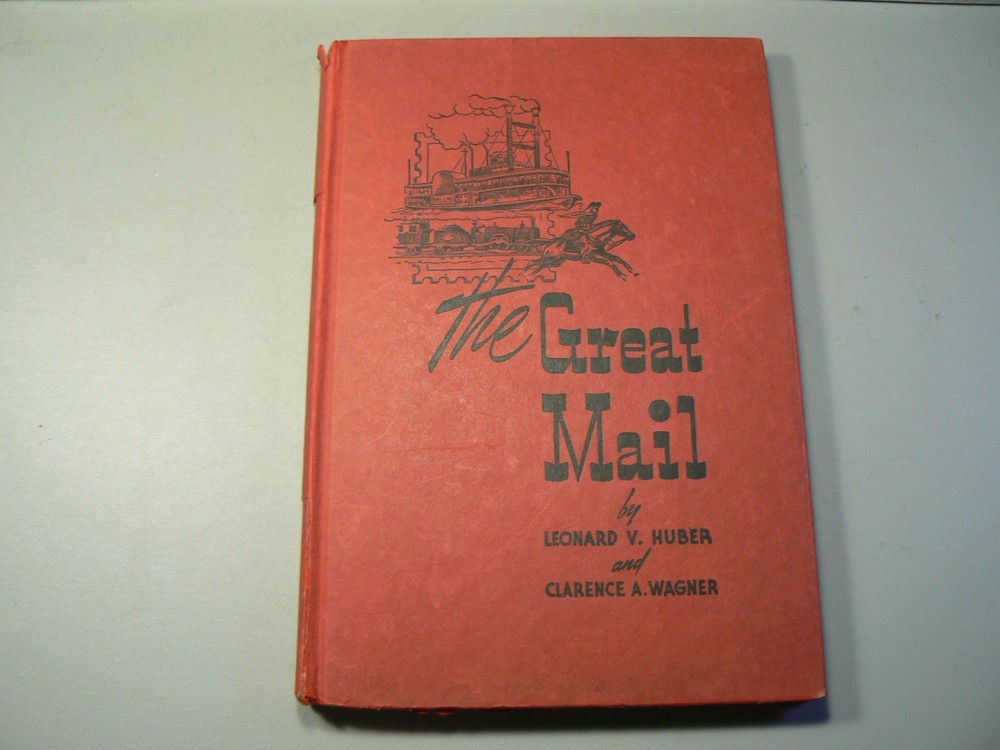 The Great
Mail
by
LEONARD V. HUBER
and
CLARENCE A. WAGNER